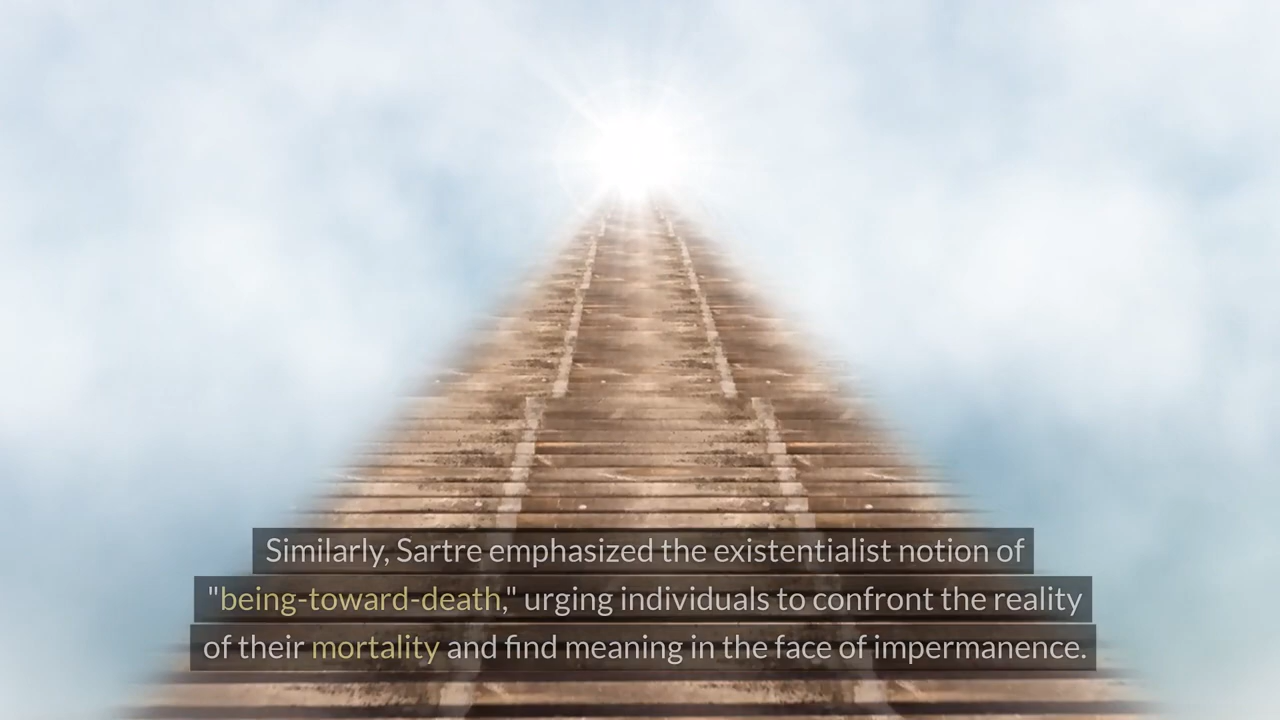 Similarly, Sartre emphasized the existentialist notion of
"being-toward-death," urging individuals to confront the reality
of their mortality and find meaning in the face of impermanence.